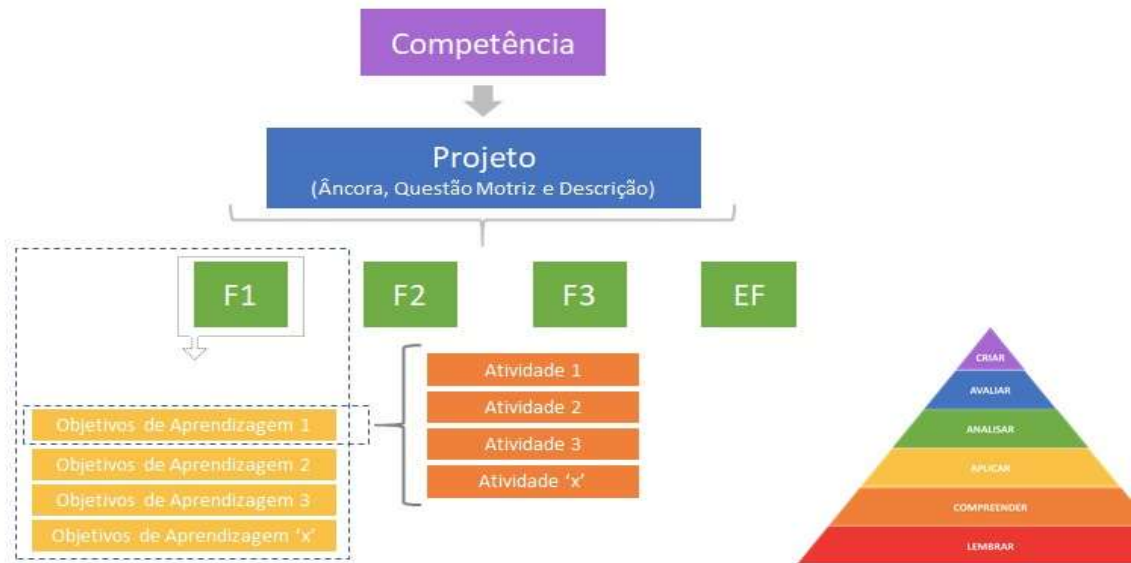 Competência
Projeto
(Âncora, Questão Motriz e Descrição)
F1
F2
F3
EF
Objetivos de Aprendizagem 1
Objetivos de Aprendizagem 2
Objetivos de Aprendizagem 3
Objetivos de Aprendizagem ‘x’
Atividade 1
Atividade 2
Atividade 3
Atividade ‘x’
CRIAR
AVALIAR
ANALISAR
APLICAR
COMPREENDER
LEMBRAR